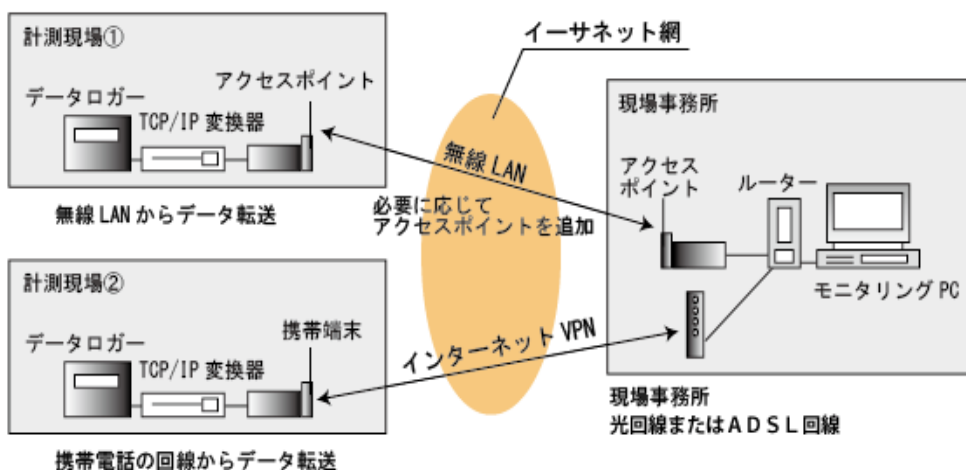 計測現場①
アクセスポイント
データロガー
TCP/IP 変換器
無線 LAN からデータ転送
計測現場②
携帯端末
データロガー
TCP/IP 変換器
携帯電話の回線からデータ転送
イーサネット網
無線 LAN
必要に応じて
アクセスポイントを追加
インターネット VPN
現場事務所
アクセス
ポイント
ルーター
モニタリング PC
現場事務所
光回線またはＡＤＳＬ回線